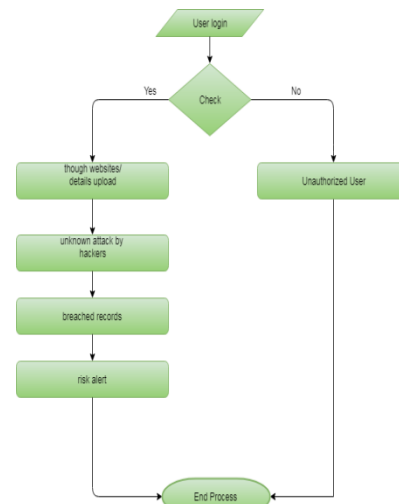 User login
Check
Yes
No
though websites/
details upload
Unauthorized User
unknown attack by
hackers
breached records
risk alert
End Process